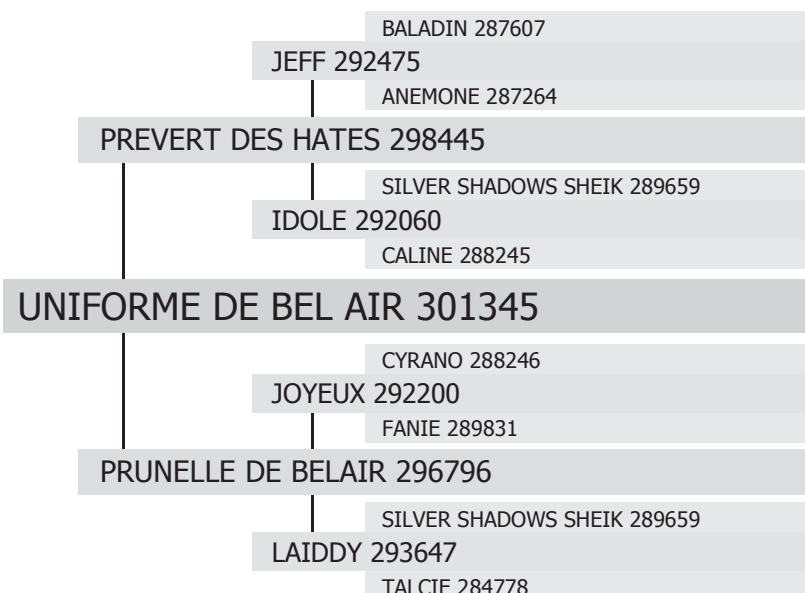 BALADIN 287607
JEFF 292475
ANEMONE 287264
PREVERT DES HATES 298445
SILVER SHADOWS SHEIK 289659
IDOLE 292060
CALINE 288245
UNIFORME DE BEL AIR 301345
CYRANO 288246
JOYEUX 292200
FANIE 289831
PRUNELLE DE BELAIR 296796
SILVER SHADOWS SHEIK 289659
LAIDDY 293647
TALCIE 284778